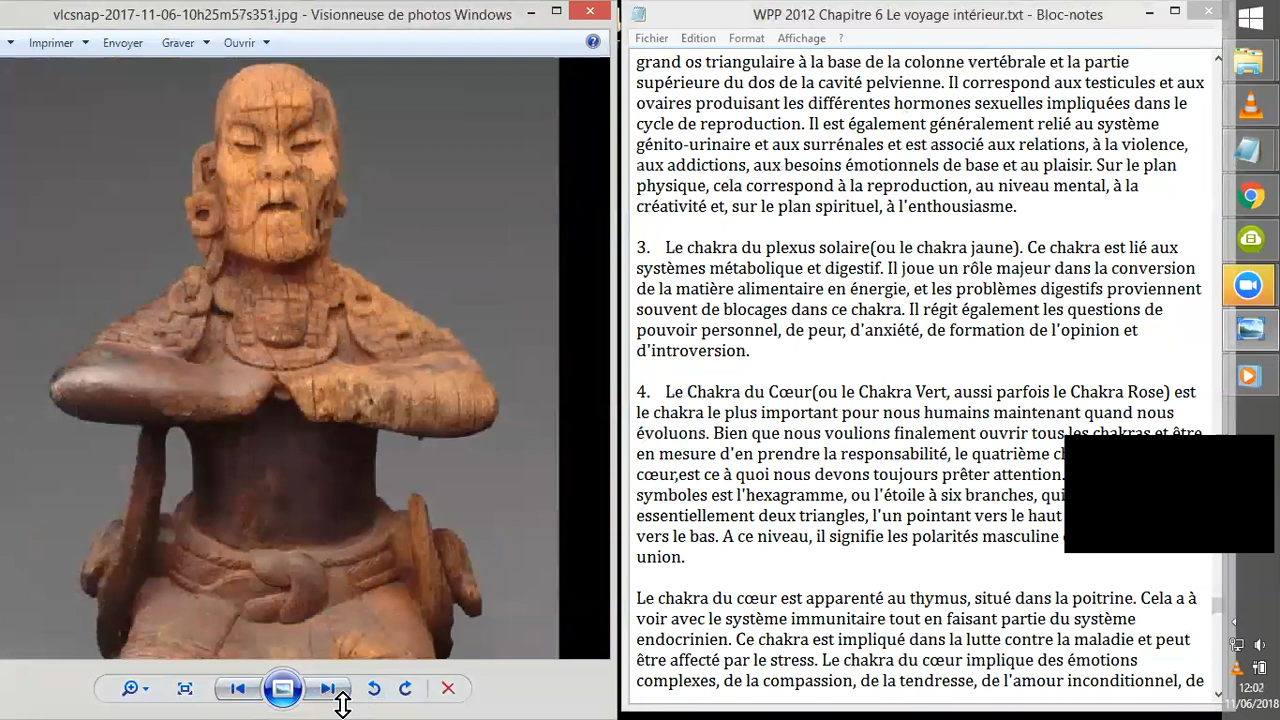 vlcsnap-2017-11-06-10h25m57s351.jpg - Visionneuse de photos Windows
Imprimer Envoyer Graver Ouvrir
WPP 2012 Chapitre 6 Le voyage intérieur.txt - Bloc-notes
Fichier Edition Format Affichage ?
grand os triangulaire à la base de la colonne vertébrale et la partie
supérieure du dos de la cavité pelvienne. Il correspond aux testicules et aux
ovaires produisant les différentes hormones sexuelles impliquées dans le
cycle de reproduction. Il est également généralement relié au système
génito-urinaire et aux surrénales et est associé aux relations, à la violence,
aux addictions, aux besoins émotionnels de base et au plaisir. Sur le plan
physique, cela correspond à la reproduction, au niveau mental, à la
créativité et, sur le plan spirituel, à l'enthousiasme.
3. Le chakra du plexus solaire(ou le chakra jaune). Ce chakra est lié aux
systèmes métabolique et digestif. Il joue un rôle majeur dans la conversion
de la matière alimentaire en énergie, et les problèmes digestifs proviennent
souvent de blocages dans ce chakra. Il régit également les questions de
pouvoir personnel, de peur, d'anxiété, de formation de l'opinion et
d'introversion.
4. Le Chakra du Cœur(ou le Chakra Vert, aussi parfois le Chakra Rose) est
le chakra le plus important pour nous humains maintenant quand nous
évoluons. Bien que nous voulions finalement ouvrir tous les chakras et être
en mesure d'en prendre la responsabilité, le quatrième
cœur,est ce à quoi nous devons toujours prêter attention.
symboles est l'hexagramme, ou l'étoile à six branches, qui
essentiellement deux triangles, l'un pointant vers le haut
vers le bas. A ce niveau, il signifie les polarités masculine
union.
Le chakra du cœur est apparenté au thymus, situé dans la poitrine. Cela a à
voir avec le système immunitaire tout en faisant partie du système
endocrinien. Ce chakra est impliqué dans la lutte contre la maladie et peut
être affecté par le stress. Le chakra du cœur implique des émotions
complexes, de la compassion, de la tendresse, de l'amour inconditionnel, de
12:02
11/06/2018